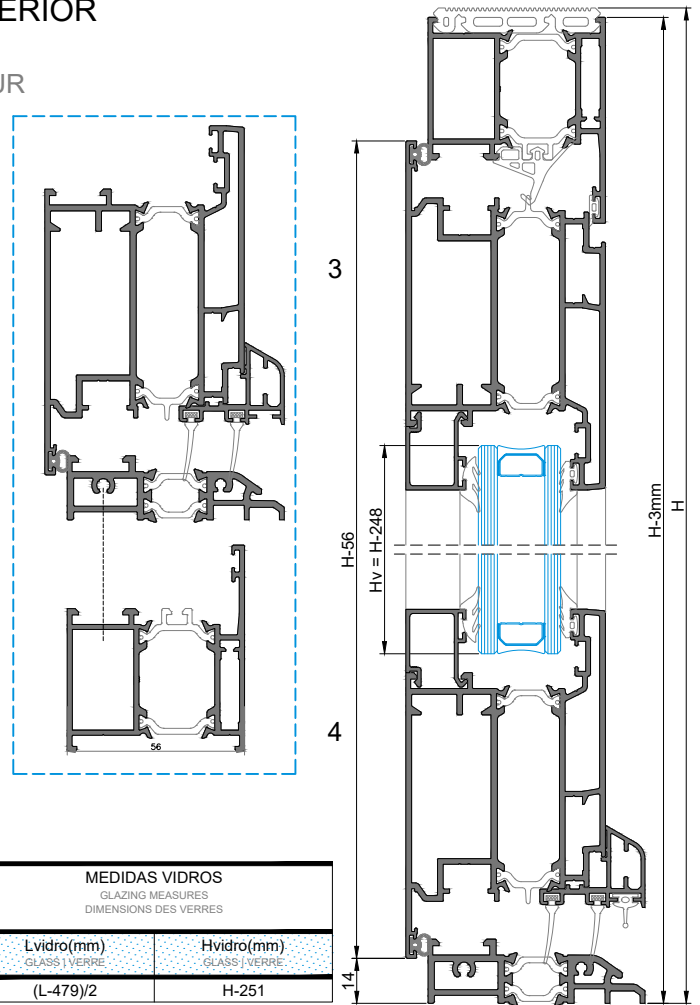 ERIOR
UR
3
4
H-56
Hv = H-248
H-3mm
H
14
56
MEDIDAS VIDROS
GLAZING MEASURES
DIMENSIONS DES VERRES
Lvidro(mm) Hvidro(mm)
GLASS | VERRE GLASS | VERRE
(L-479)/2 H-251